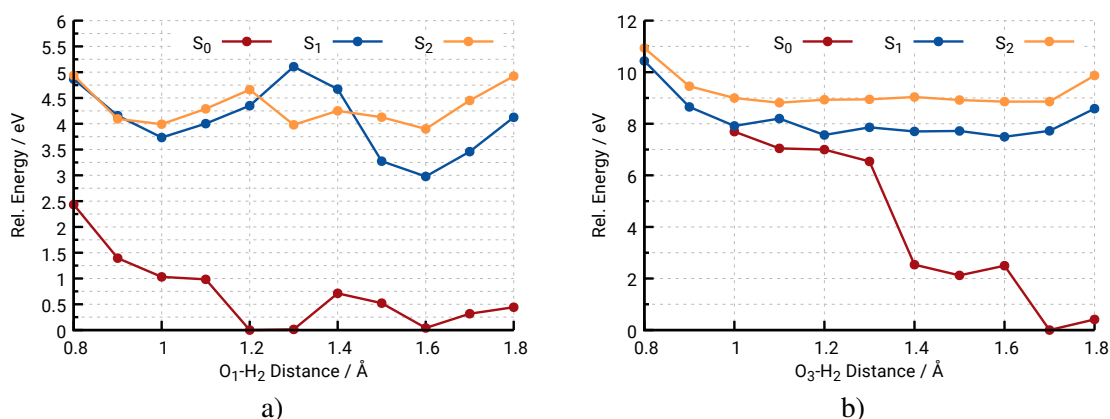 S0 S1 S2
Rel. Energy / eV
6
5.5
5
4.5
4
3.5
3
2.5
2
1.5
1
0.5
0
0.8 1 1.2 1.4 1.6 1.8
O1-H2 Distance / Å
a)
S0 S1 S2
Rel. Energy / eV
12
10
8
6
4
2
0
0.8 1 1.2 1.4 1.6 1.8
O3-H2 Distance / Å
b)